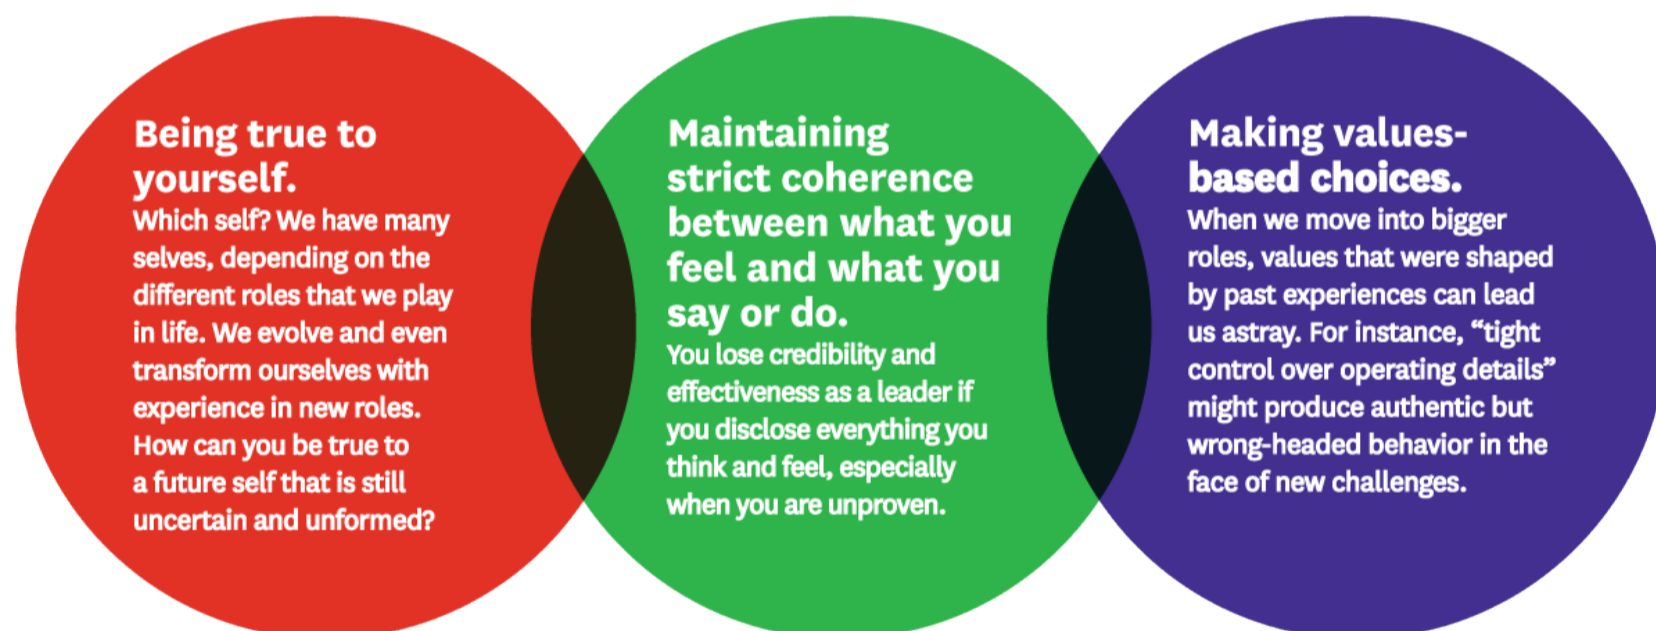 Being true to
yourself.
Which self? We have many
selves, depending on the
different roles that we play
in life. We evolve and even
transform ourselves with
experience in new roles.
How can you be true to
a future self that is still
uncertain and unformed?
Maintaining
strict coherence
between what you
feel and what you
say or do.
You lose credibility and
effectiveness as a leader if
you disclose everything you
think and feel, especially
when you are unproven.
Making values-
based choices.
When we move into bigger
roles, values that were shaped
by past experiences can lead
us astray. For instance, “tight
control over operating details”
might produce authentic but
wrong-headed behavior in the
face of new challenges.